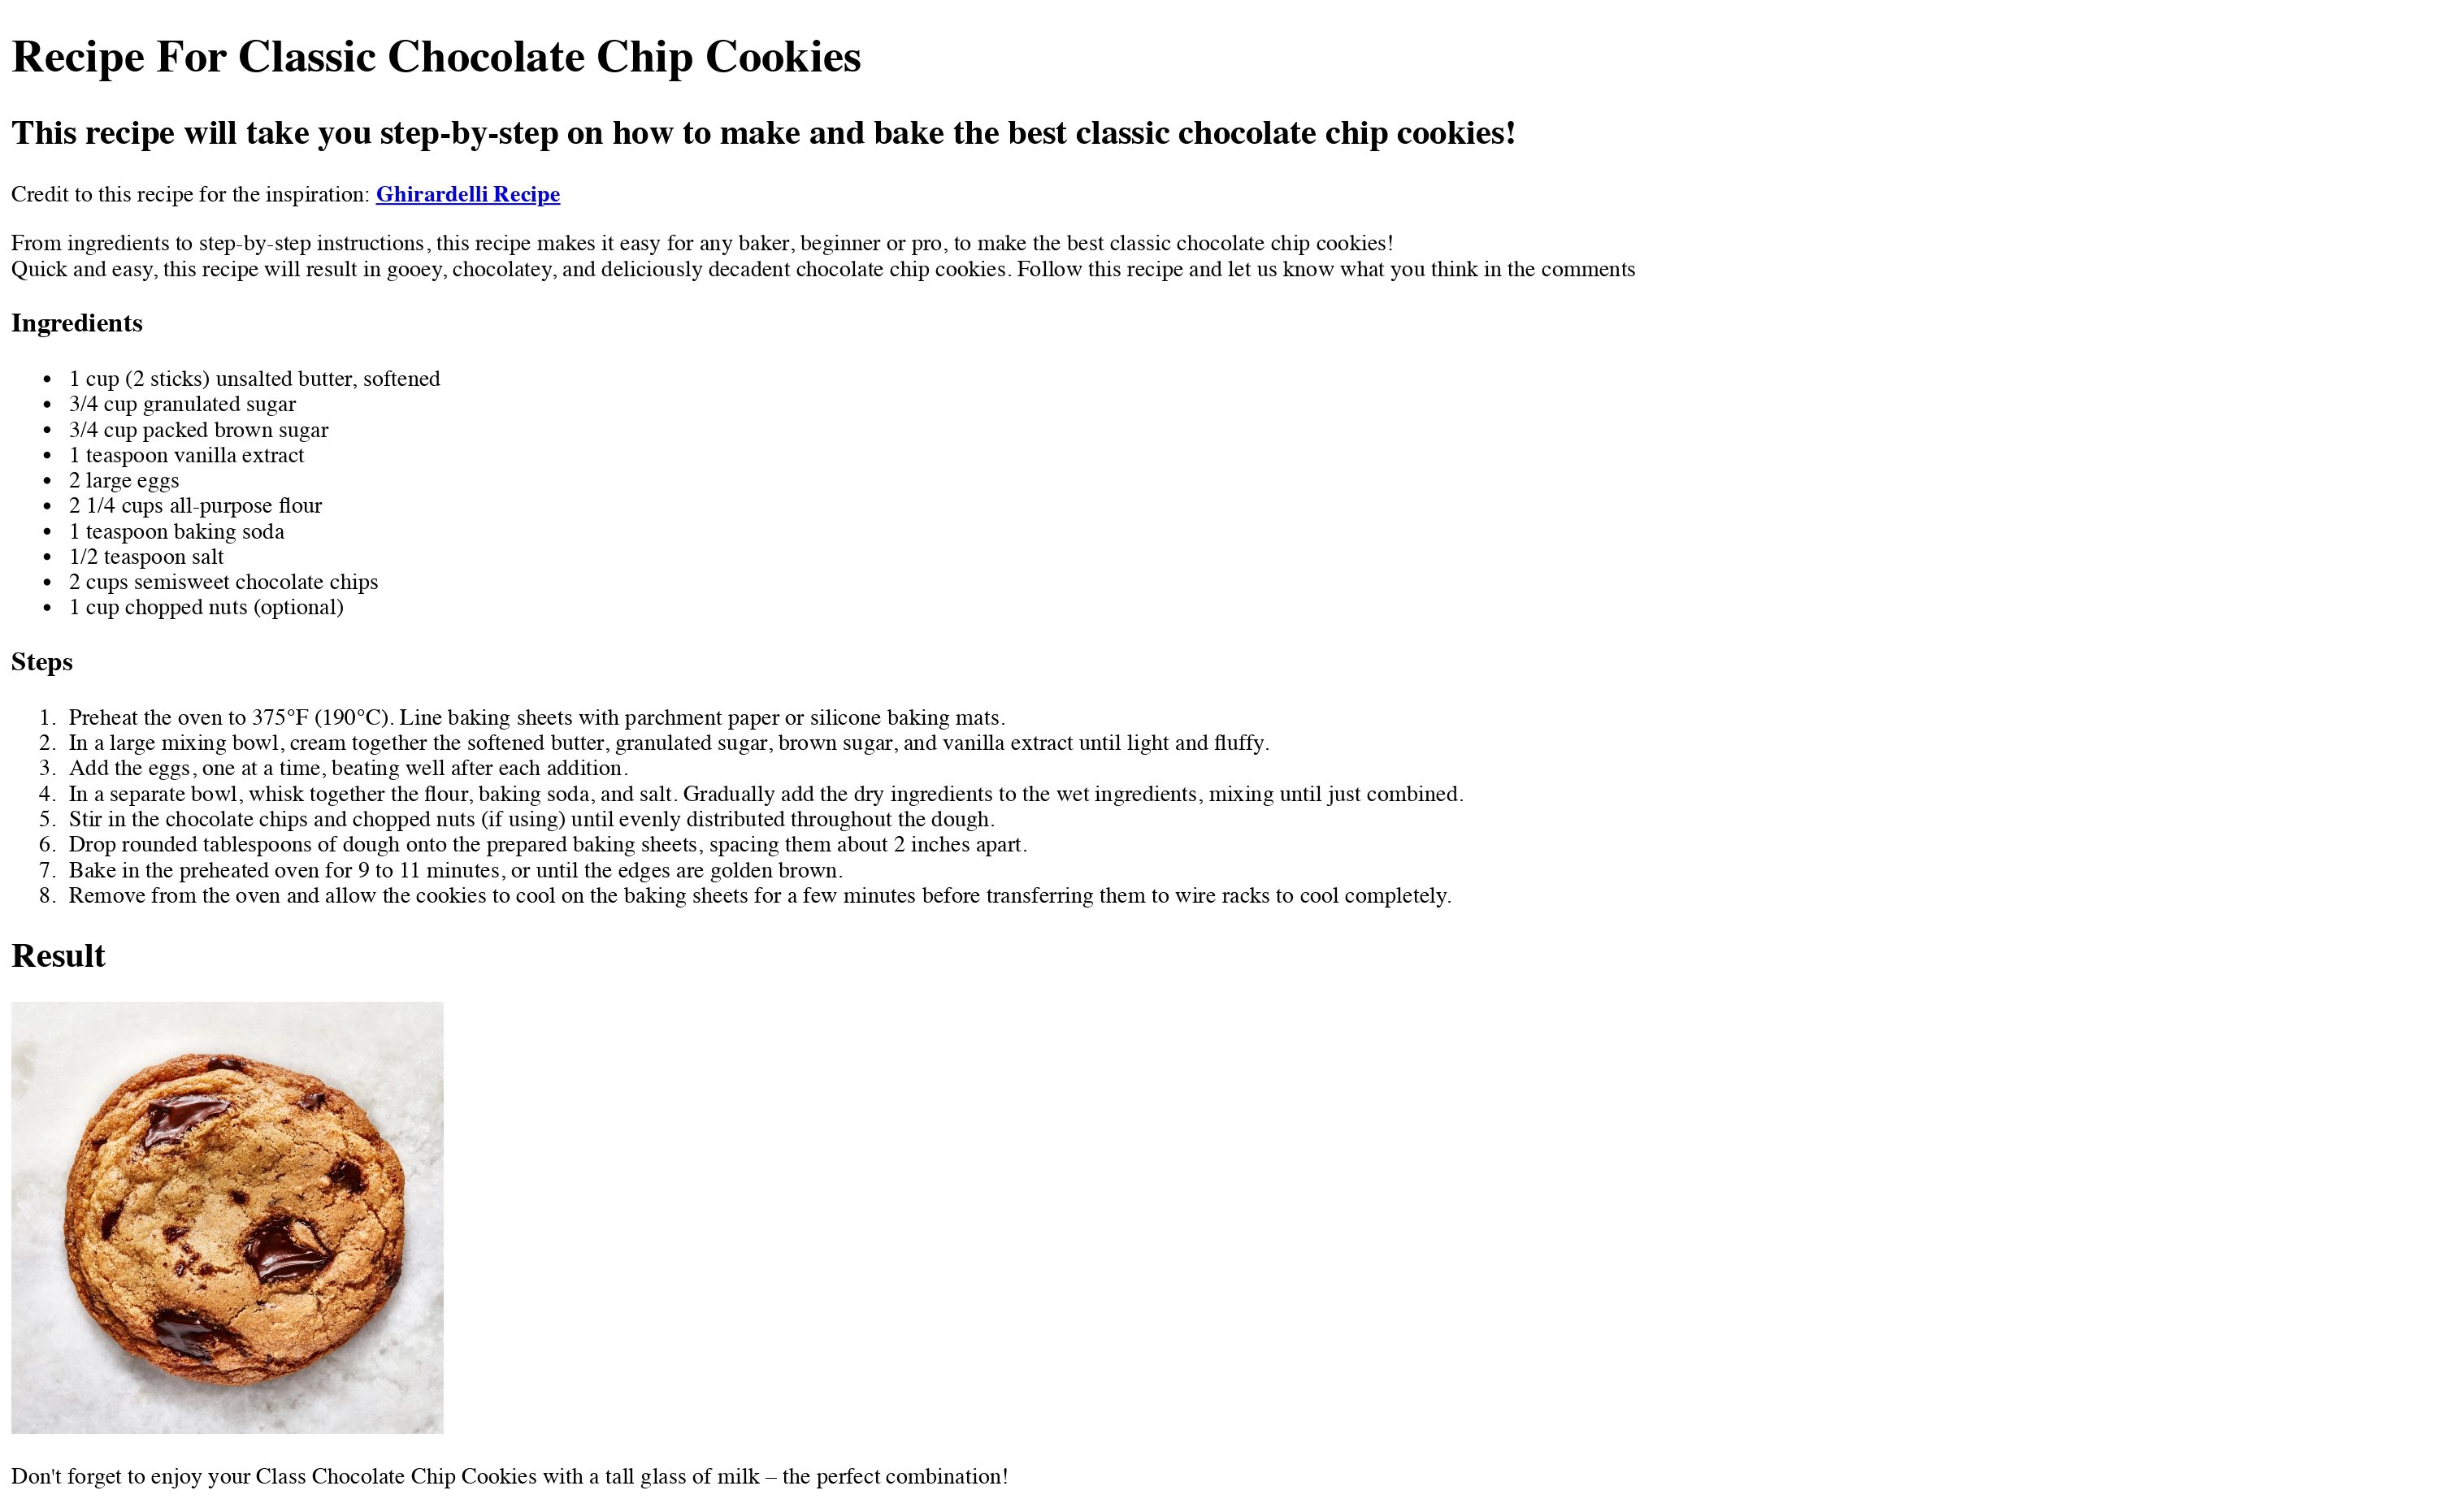 Recipe For Classic Chocolate Chip Cookies
This recipe will take you step-by-step on how to make and bake the best classic chocolate chip cookies!
Credit to this recipe for the inspiration: Ghirardelli Recipe
From ingredients to step-by-step instructions, this recipe makes it easy for any baker, beginner or pro, to make the best classic chocolate chip cookies!
Quick and easy, this recipe will result in gooey, chocolatey, and deliciously decadent chocolate chip cookies. Follow this recipe and let us know what you think in the comments
Ingredients
• 1 cup (2 sticks) unsalted butter, softened
• 3/4 cup granulated sugar
• 3/4 cup packed brown sugar
• 1 teaspoon vanilla extract
• 2 large eggs
• 2 1/4 cups all-purpose flour
• 1 teaspoon baking soda
• 1/2 teaspoon salt
• 2 cups semisweet chocolate chips
• 1 cup chopped nuts (optional)
Steps
1. Preheat the oven to 375°F (190°C). Line baking sheets with parchment paper or silicone baking mats.
2. In a large mixing bowl, cream together the softened butter, granulated sugar, brown sugar, and vanilla extract until light and fluffy.
3. Add the eggs, one at a time, beating well after each addition.
4. In a separate bowl, whisk together the flour, baking soda, and salt. Gradually add the dry ingredients to the wet ingredients, mixing until just combined.
5. Stir in the chocolate chips and chopped nuts (if using) until evenly distributed throughout the dough.
6. Drop rounded tablespoons of dough onto the prepared baking sheets, spacing them about 2 inches apart.
7. Bake in the preheated oven for 9 to 11 minutes, or until the edges are golden brown.
8. Remove from the oven and allow the cookies to cool on the baking sheets for a few minutes before transferring them to wire racks to cool completely.
Result
Don't forget to enjoy your Class Chocolate Chip Cookies with a tall glass of milk – the perfect combination!